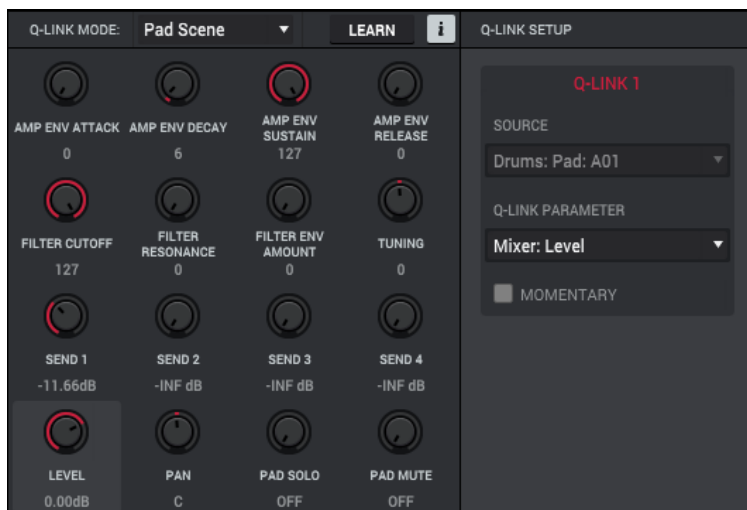 Q-LINK MODE: Pad Scene LEARN i Q-LINK SETUP
AMP ENV ATTACK AMP ENV DECAY AMP ENV SUSTAIN AMP ENV RELEASE
0 6 127 0
FILTER CUTOFF FILTER RESONANCE FILTER ENV AMOUNT TUNING
127 0 0 0
SEND 1 SEND 2 SEND 3 SEND 4
-11.66dB -INF dB -INF dB -INF dB
LEVEL PAN PAD SOLO PAD MUTE
0.00dB C OFF OFF
Q-LINK 1
SOURCE
Drums: Pad: A01
Q-LINK PARAMETER
Mixer: Level
MOMENTARY